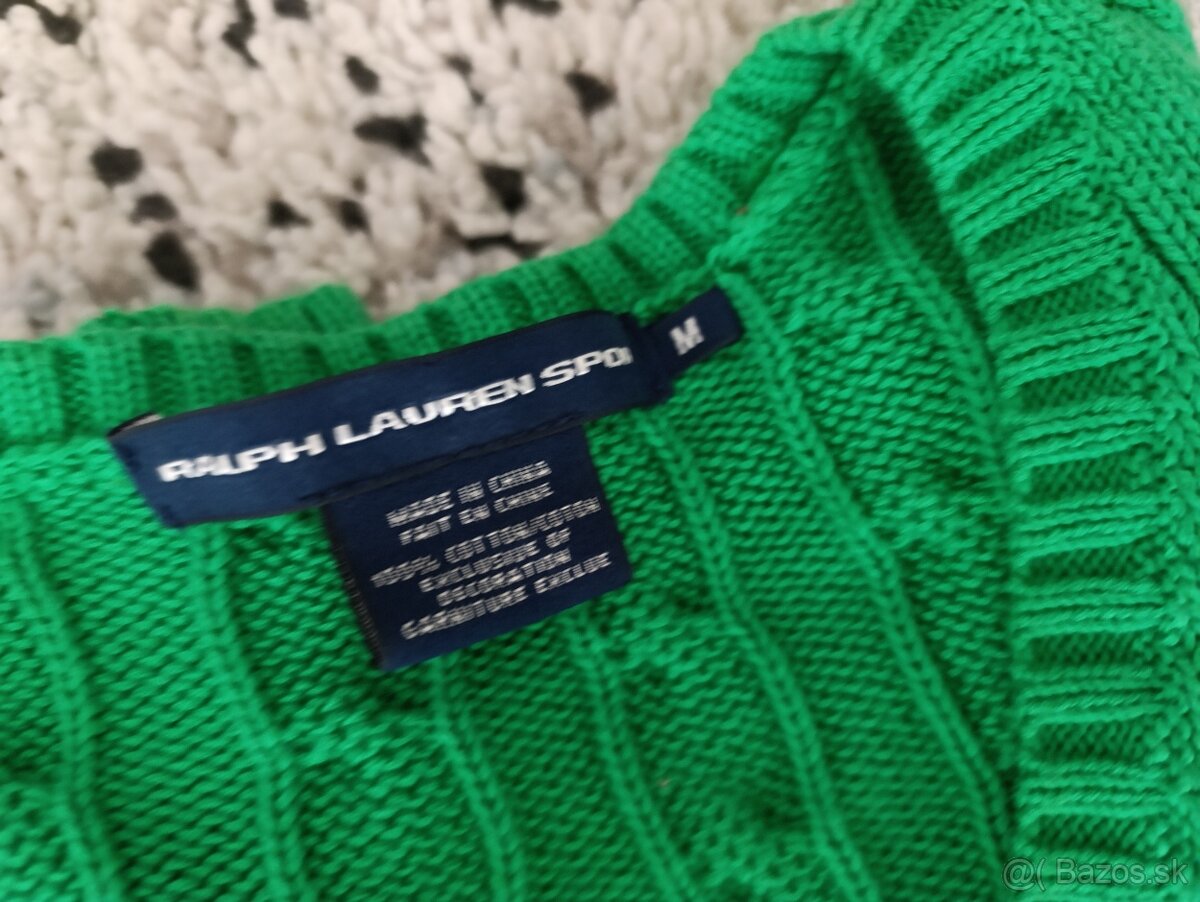 RALPH LAUREN SPO
M
MADE IN CHINA
FAIT EN CHINE
100% COTTON/COTON
EXCLUSIVE OF
DECORATION
GARNITURE EXCLUE
@( Bazos.sk